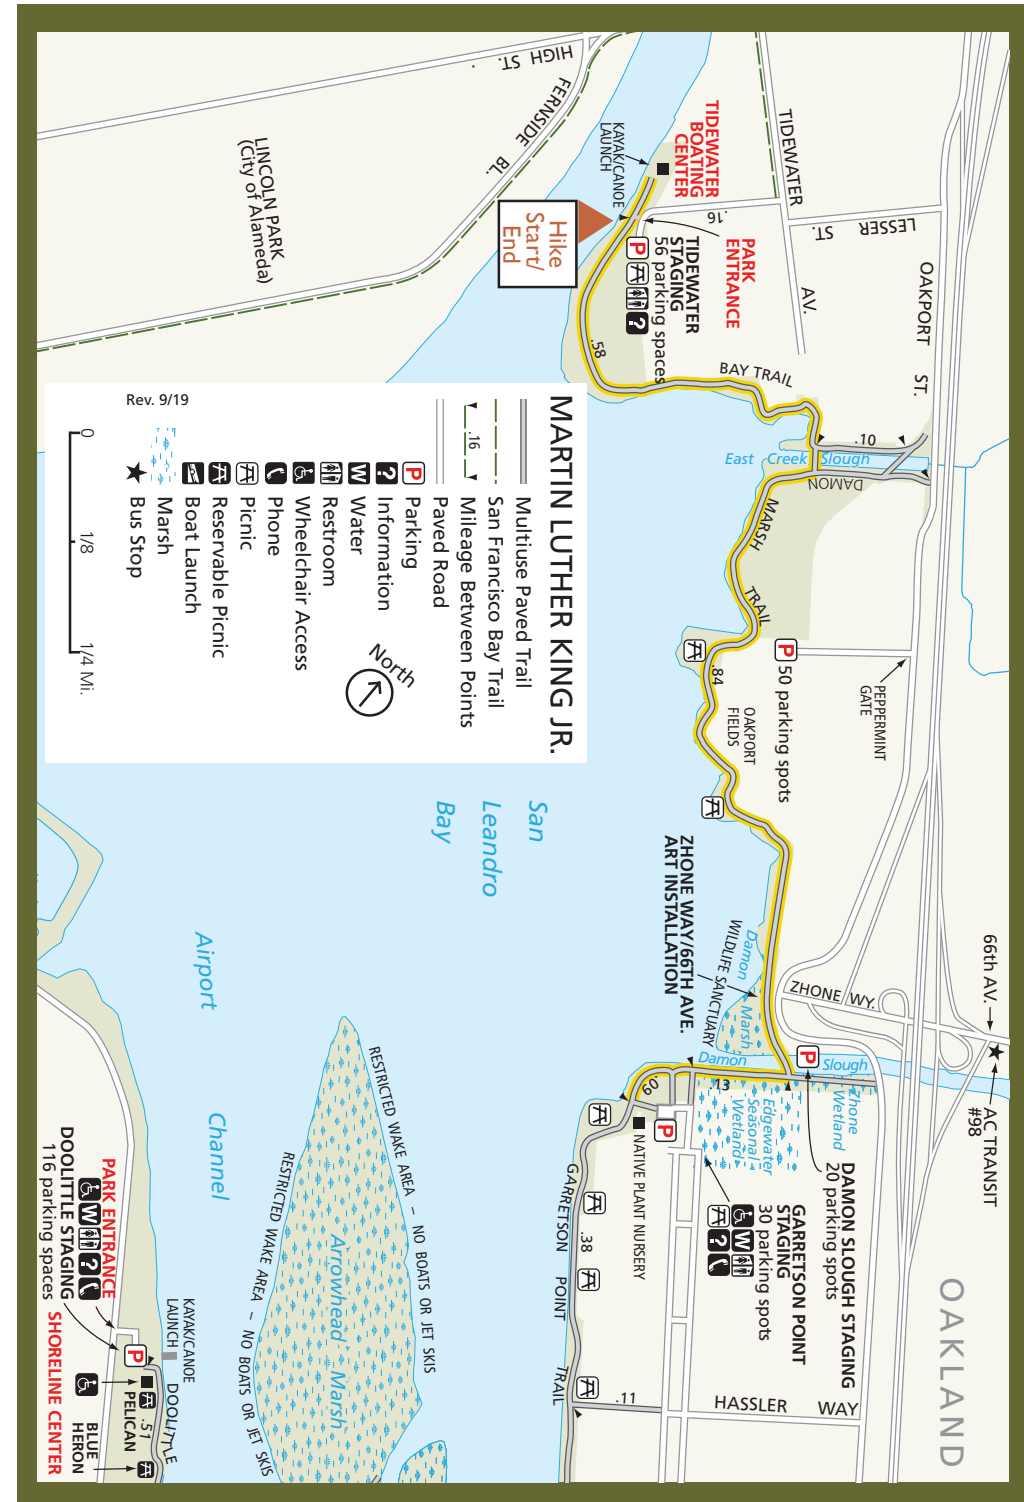 HIGH ST.
FERNSIDE BL.
LINCOLN PARK
(City of Alameda)
TIDEWATER
BOATING
CENTER
KAYAK/CANOE
LAUNCH
Hike
Start/
End
TIDEWATER
AV.
LESSER ST.
OAKPORT ST.
.16
PARK
ENTRANCE
TIDEWATER
STAGING
56 parking spaces
P
?
.58
BAY TRAIL
.10
East Creek Slough
DAMON
MARSH
TRAIL
P
50 parking spots
PEPPERMINT
GATE
.84
OAKPORT
FIELDS
MARTIN LUTHER KING JR.
Multiuse Paved Trail
San Francisco Bay Trail
.16
Mileage Between Points
Paved Road
P
Parking
?
Information
W
Water
Restroom
Wheelchair Access
Phone
Picnic
Reservable Picnic
Boat Launch
Marsh
Bus Stop
North
0
1/8
1/4 Mi.
Rev. 9/19
San
Leandro
Bay
Airport
Channel
ZHONE WAY/66TH AVE.
ART INSTALLATION
Damon
Marsh
WILDLIFE SANCTUARY
ZHONE WY.
66th AV.
AC TRANSIT
#98
P
Damon
Slough
Zhone
Wetland
.13
Edgewater
Seasonal
Wetland
.09
P
DAMON SLOUGH STAGING
20 parking spots
GARRETSON POINT
STAGING
30 parking spots
W
?
NATIVE PLANT NURSERY
GARRETSON POINT TRAIL
.38
.11
HASSLER WAY
OAKLAND
RESTRICTED WAKE AREA – NO BOATS OR JET SKIS
Arrowhead Marsh
RESTRICTED WAKE AREA – NO BOATS OR JET SKIS
PARK ENTRANCE
W
?
DOOLITTLE STAGING
116 parking spaces
KAYAK/CANOE
LAUNCH
P
DOOLITTLE
.51
PELICAN
BLUE
HERON
SHORELINE CENTER